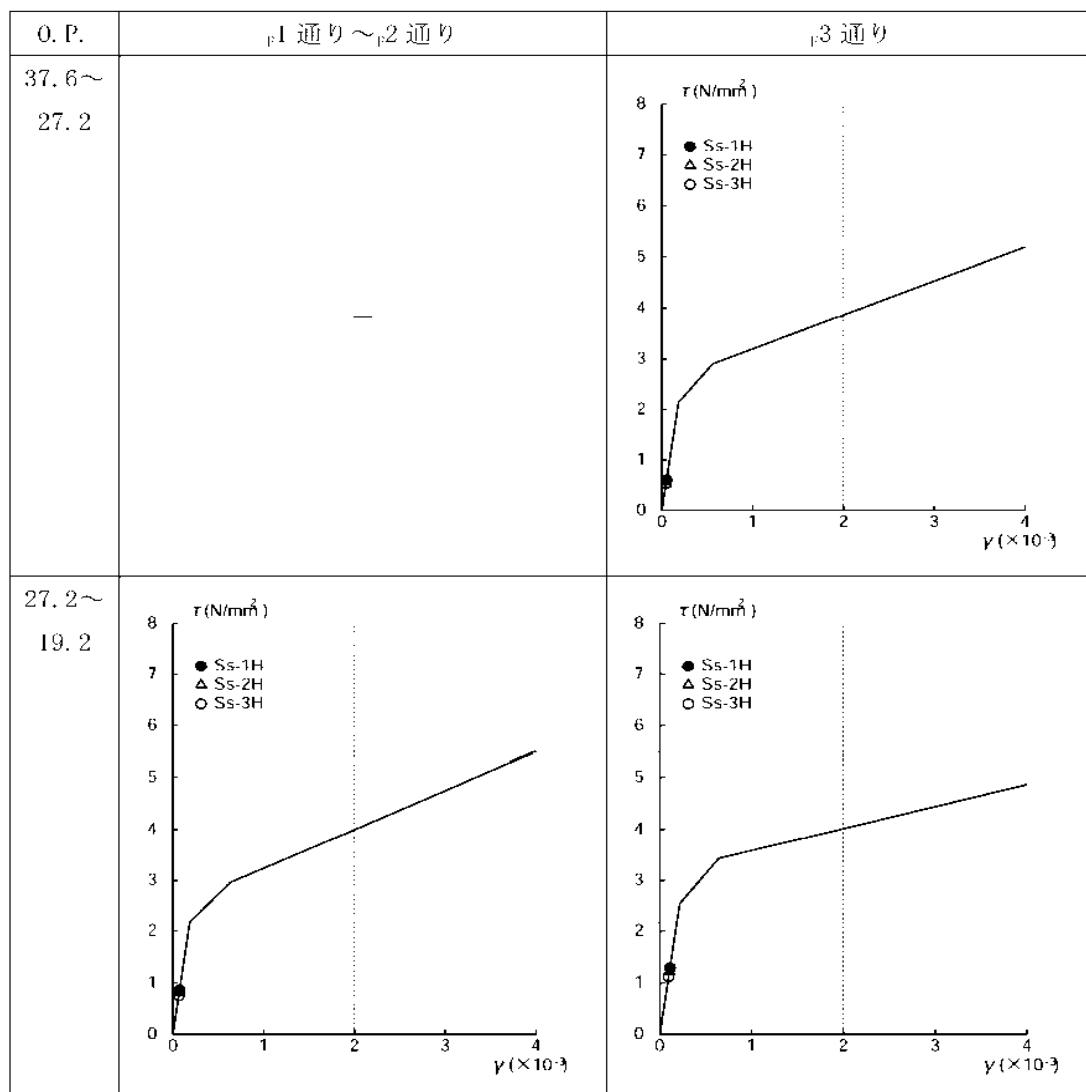 O.P.
F1 通り～F2 通り
F3 通り
37.6～
27.2
—
τ(N/mm²)
8
7
6
5
4
3
2
1
0
● Ss-1H
△ Ss-2H
○ Ss-3H
0 1 2 3 4
γ(×10⁻³)
27.2～
19.2
τ(N/mm²)
8
7
6
5
4
3
2
1
0
● Ss-1H
△ Ss-2H
○ Ss-3H
0 1 2 3 4
γ(×10⁻³)
τ(N/mm²)
8
7
6
5
4
3
2
1
0
● Ss-1H
△ Ss-2H
○ Ss-3H
0 1 2 3 4
γ(×10⁻³)